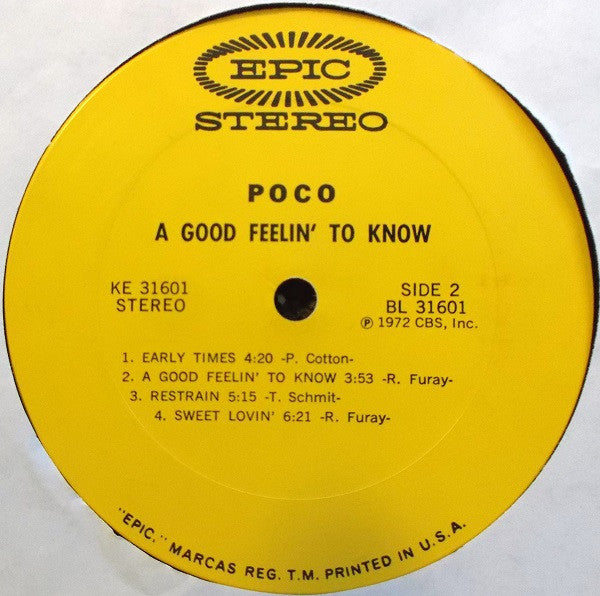 EPIC
STEREO
POCO
A GOOD FEELIN' TO KNOW
KE 31601
STEREO
SIDE 2
BL 31601
℗ 1972 CBS, Inc.
1. EARLY TIMES 4:20 -P. Cotton-
2. A GOOD FEELIN' TO KNOW 3:53 -R. Furay-
3. RESTRAIN 5:15 -T. Schmit-
4. SWEET LOVIN' 6:21 -R. Furay-
"EPIC," MARCAS REG. T.M. PRINTED IN U.S.A.